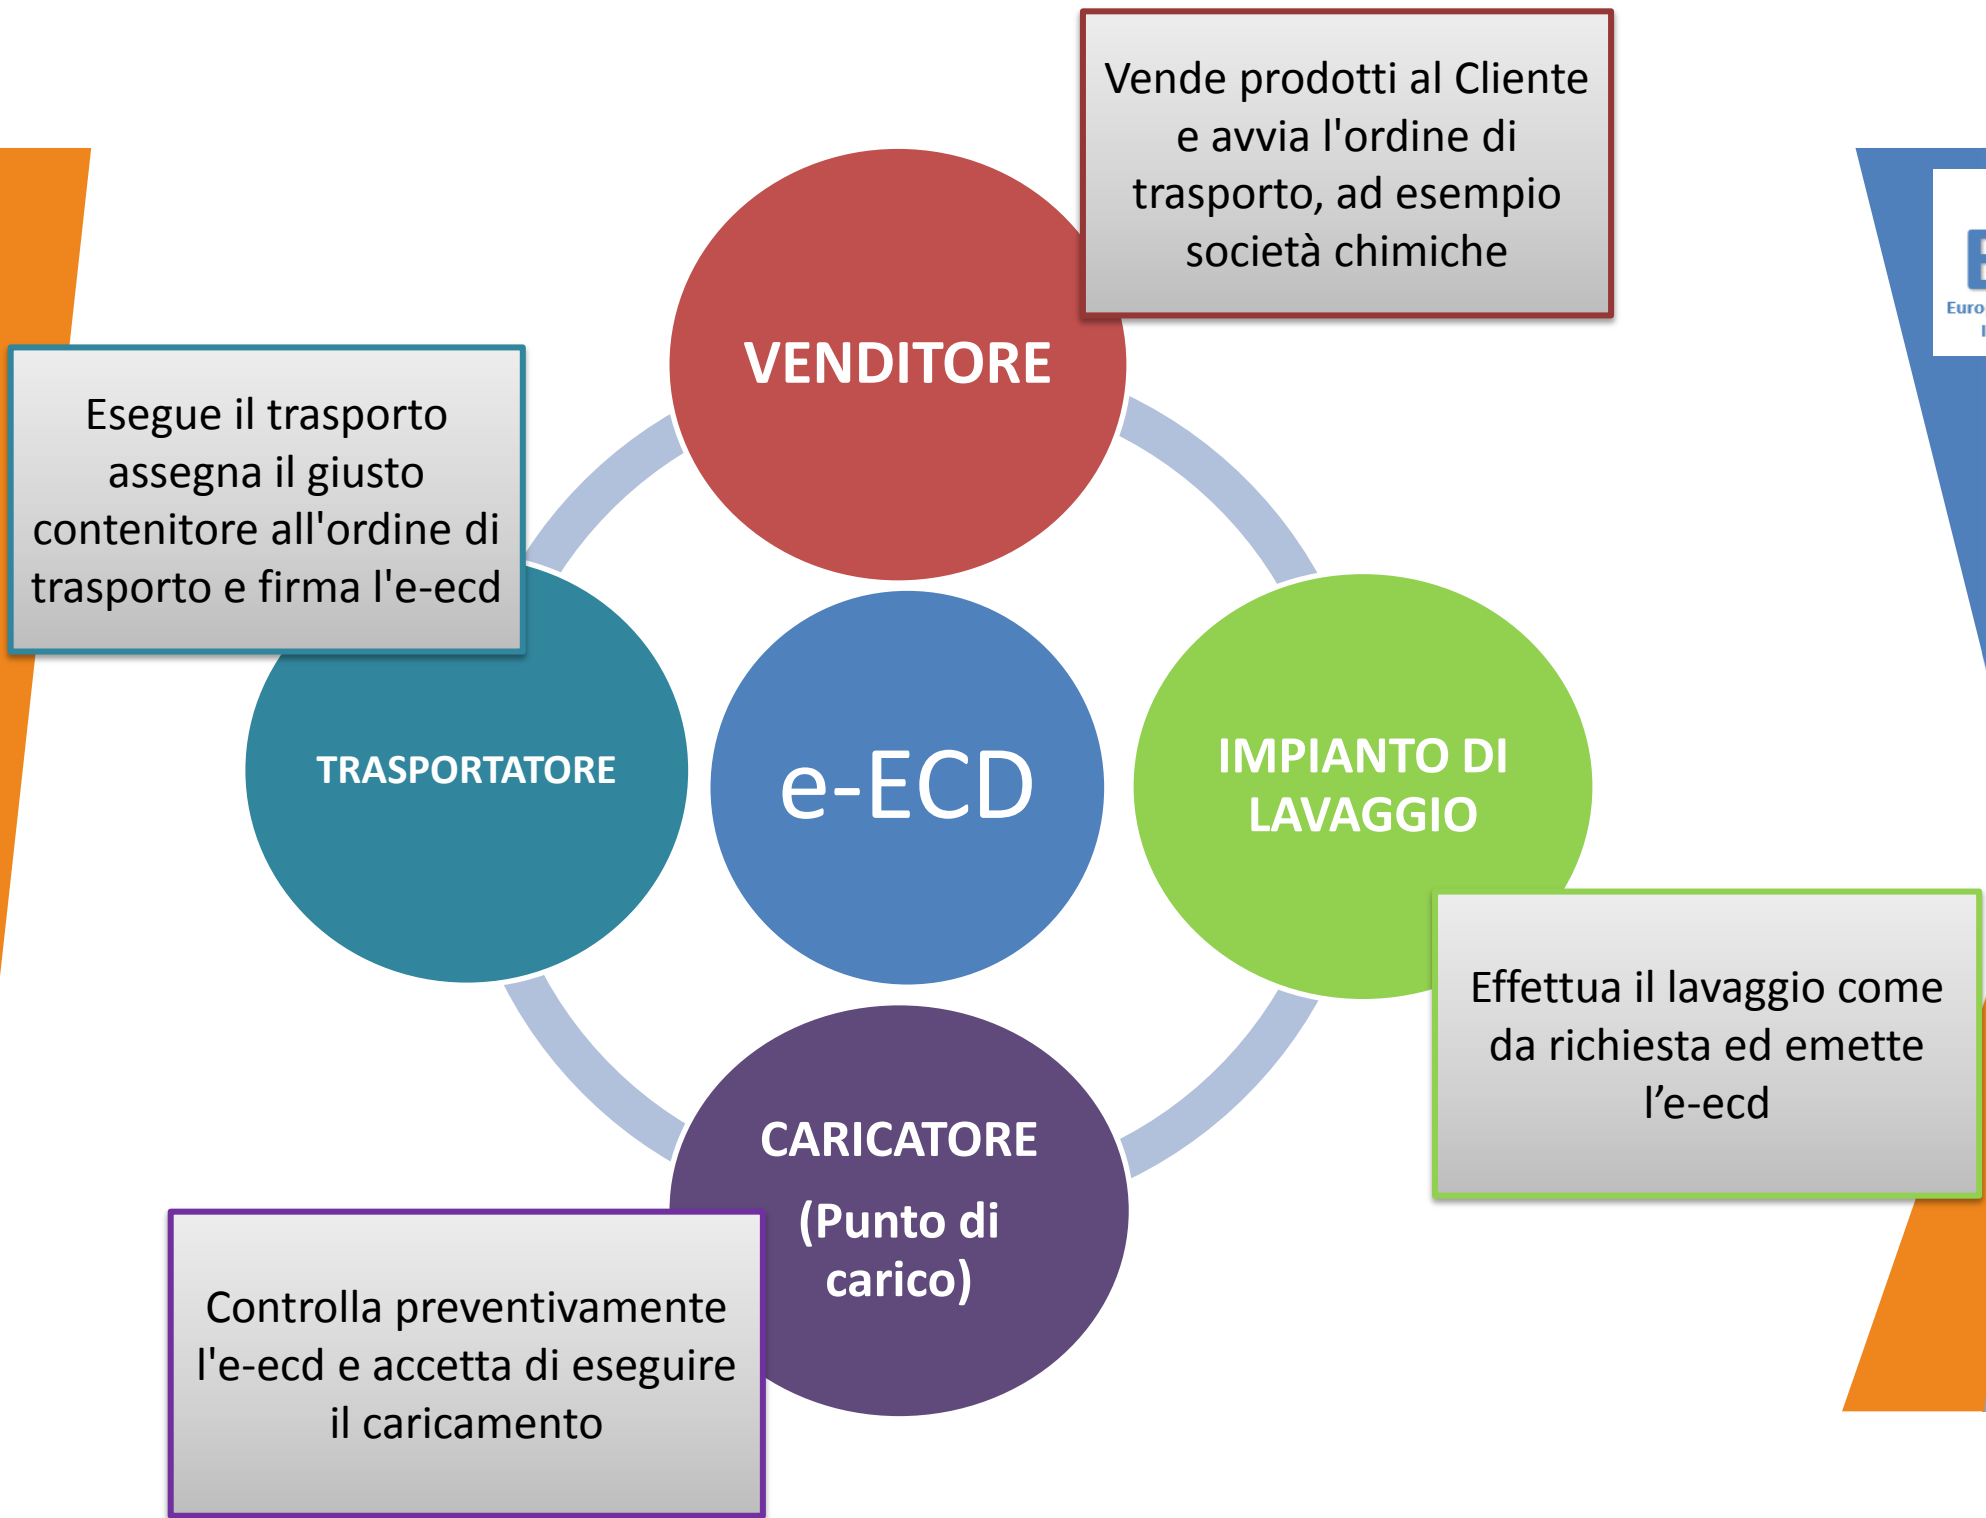 Vende prodotti al Cliente
e avvia l'ordine di
trasporto, ad esempio
società chimiche
VENDITORE
Esegue il trasporto
assegna il giusto
contenitore all'ordine di
trasporto e firma l'e-ecd
TRASPORTATORE
e-ECD
IMPIANTO DI
LAVAGGIO
Effettua il lavaggio come
da richiesta ed emette
l’e-ecd
CARICATORE
(Punto di
carico)
Controlla preventivamente
l'e-ecd e accetta di eseguire
il caricamento